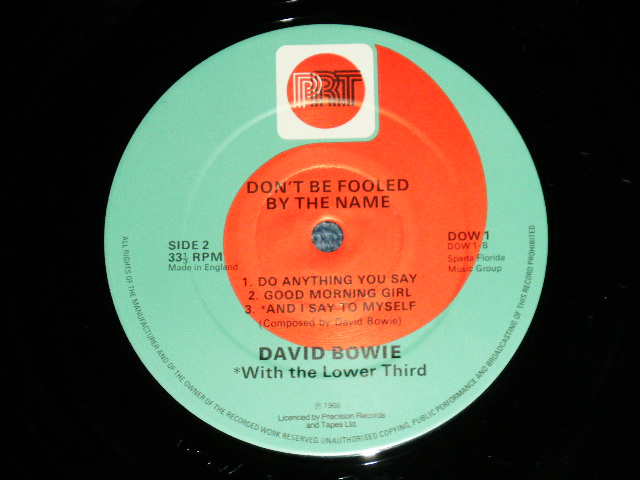 PRT
DON'T BE FOOLED
BY THE NAME
SIDE 2
33⅓ RPM
Made in England
DOW 1
DOW 1-B
Sparta Florida
Music Group
1. DO ANYTHING YOU SAY
2. GOOD MORNING GIRL
3. *AND I SAY TO MYSELF
(Composed by David Bowie)
DAVID BOWIE
*With the Lower Third
℗ 1966
Licenced by Precision Records
and Tapes Ltd.
ALL RIGHTS OF THE MANUFACTURER AND OF THE OWNER OF THE RECORDED WORK RESERVED. UNAUTHORISED COPYING, PUBLIC PERFORMANCE AND BROADCASTING OF THIS RECORD PROHIBITED